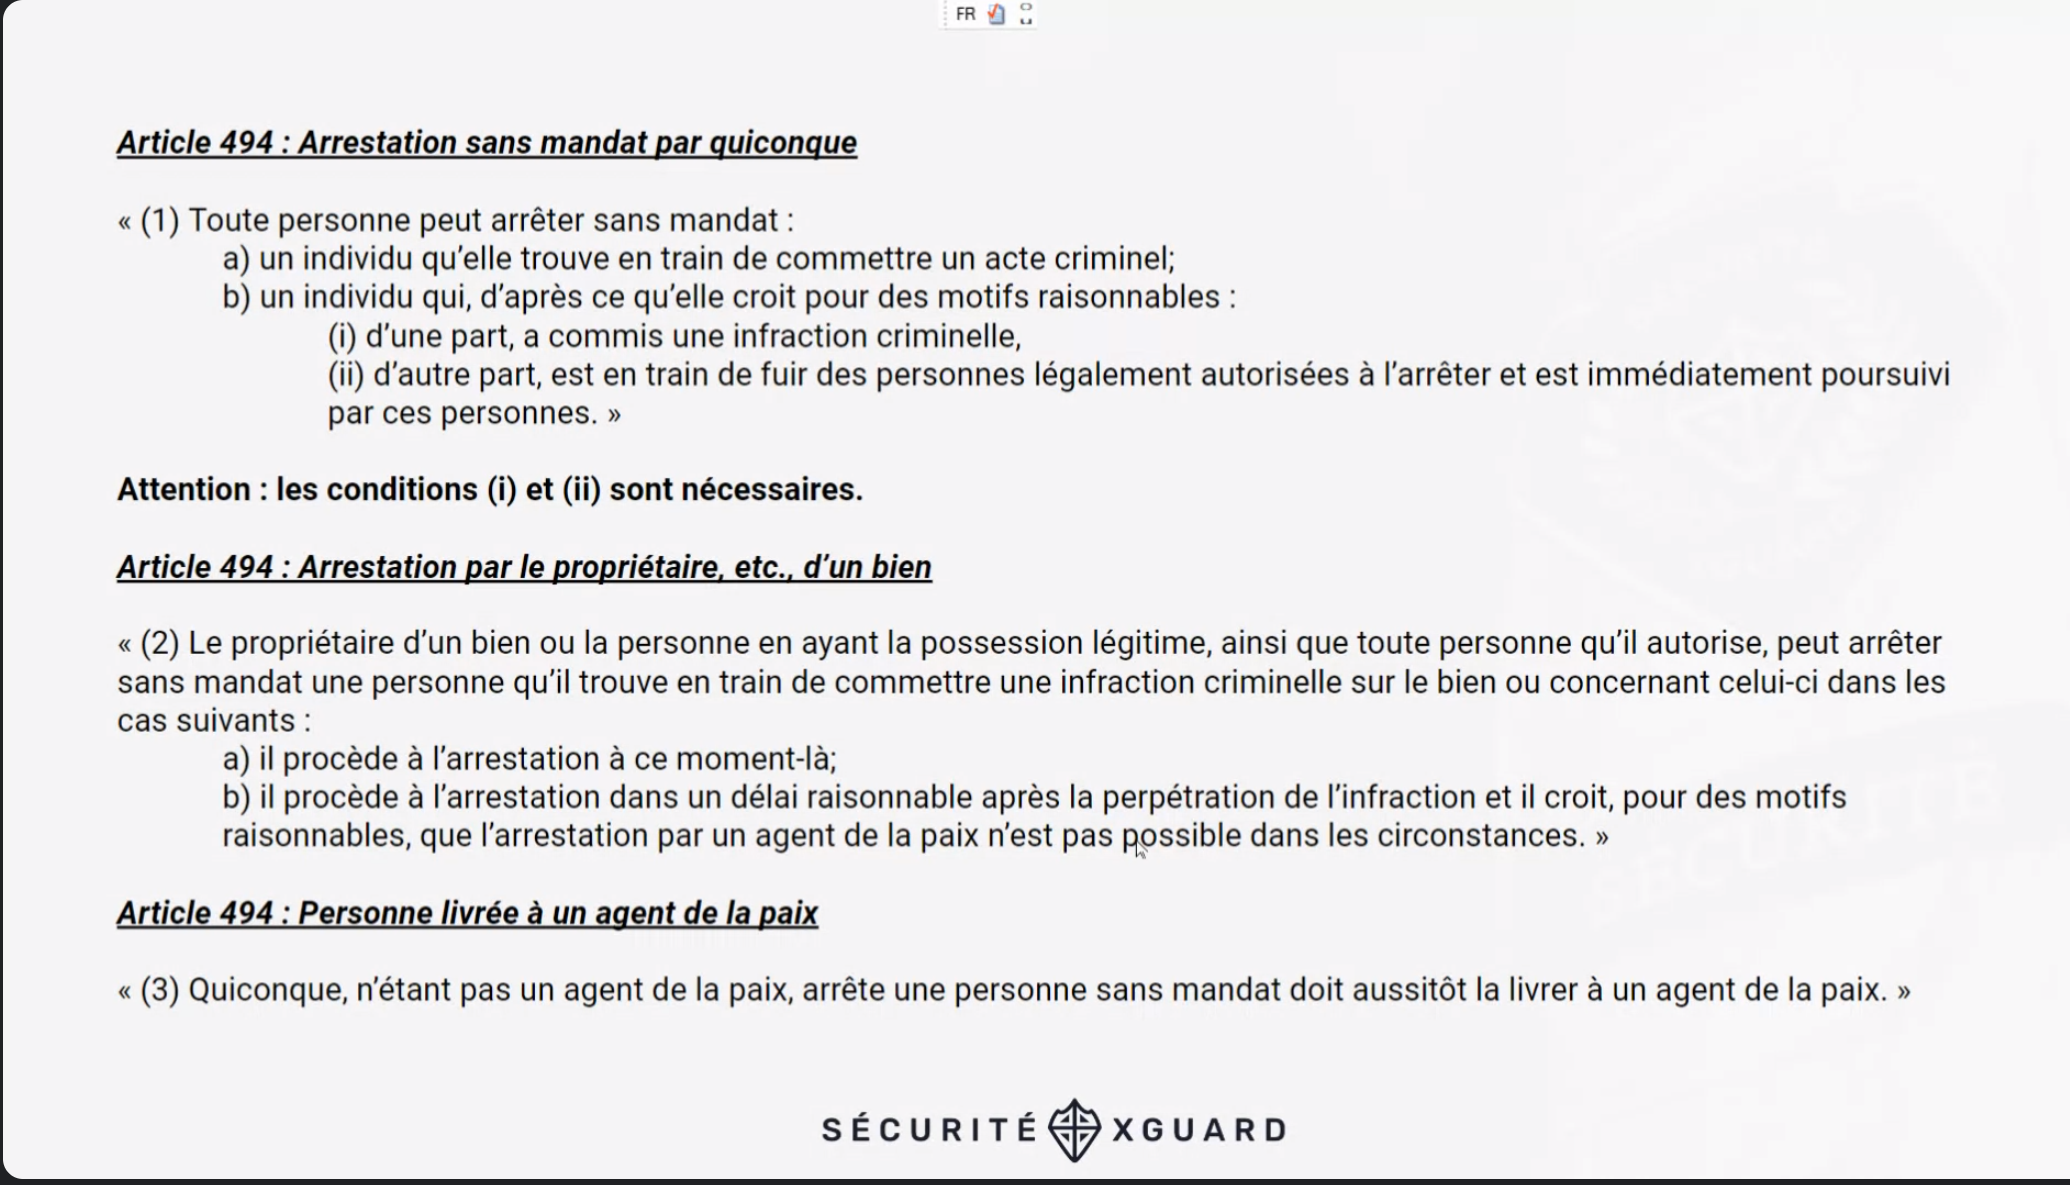 FR
Article 494 : Arrestation sans mandat par quiconque
« (1) Toute personne peut arrêter sans mandat :
a) un individu qu’elle trouve en train de commettre un acte criminel;
b) un individu qui, d’après ce qu’elle croit pour des motifs raisonnables :
(i) d’une part, a commis une infraction criminelle,
(ii) d’autre part, est en train de fuir des personnes légalement autorisées à l’arrêter et est immédiatement poursuivi
par ces personnes. »
Attention : les conditions (i) et (ii) sont nécessaires.
Article 494 : Arrestation par le propriétaire, etc., d’un bien
« (2) Le propriétaire d’un bien ou la personne en ayant la possession légitime, ainsi que toute personne qu’il autorise, peut arrêter
sans mandat une personne qu’il trouve en train de commettre une infraction criminelle sur le bien ou concernant celui-ci dans les
cas suivants :
a) il procède à l’arrestation à ce moment-là;
b) il procède à l’arrestation dans un délai raisonnable après la perpétration de l’infraction et il croit, pour des motifs
raisonnables, que l’arrestation par un agent de la paix n’est pas possible dans les circonstances. »
SÉCURITÉ
Article 494 : Personne livrée à un agent de la paix
« (3) Quiconque, n’étant pas un agent de la paix, arrête une personne sans mandat doit aussitôt la livrer à un agent de la paix. »
SÉCURITÉ XGUARD